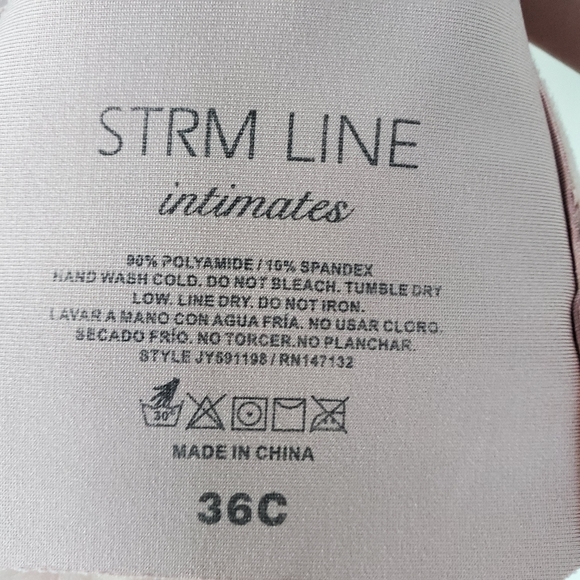 STRM LINE
intimates
90% POLYAMIDE / 10% SPANDEX
HAND WASH COLD. DO NOT BLEACH. TUMBLE DRY
LOW. LINE DRY. DO NOT IRON.
LAVAR A MANO CON AGUA FRÍA. NO USAR CLORO.
SECADO FRÍO. NO TORCER.NO PLANCHAR.
STYLE JY591198 / RN147132
30°
MADE IN CHINA
36C